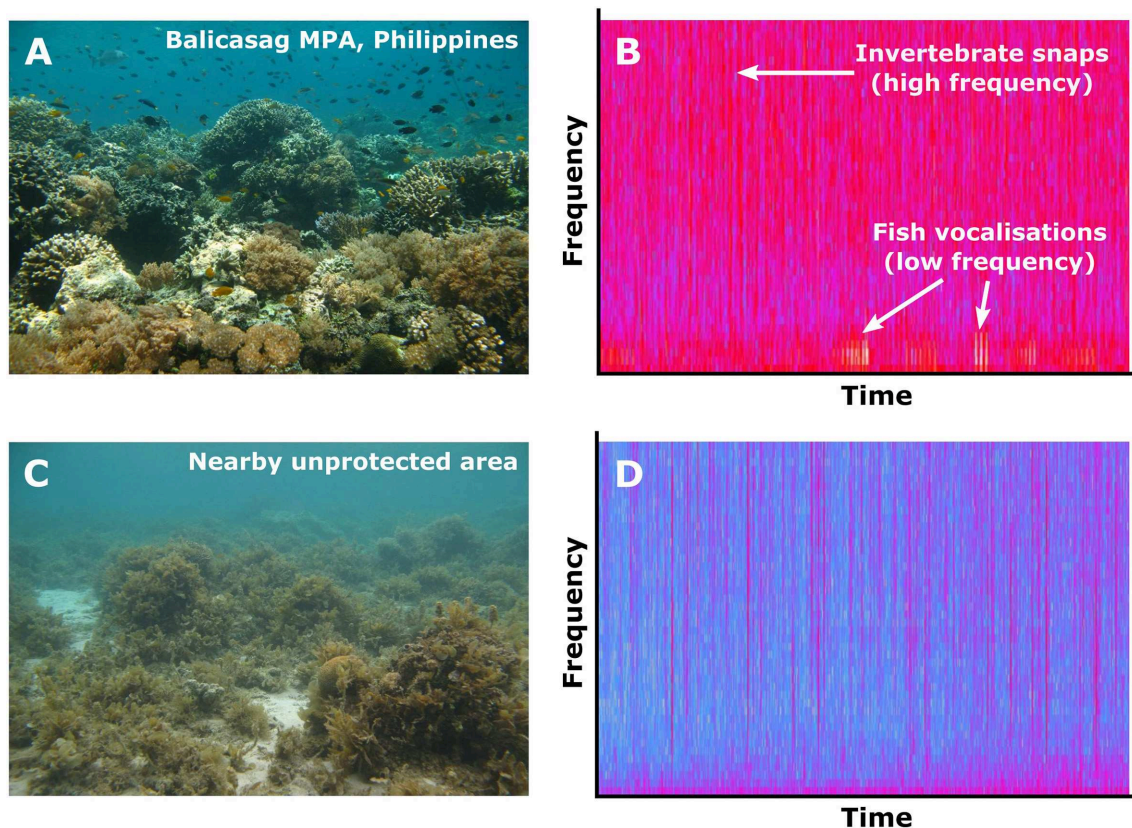 A
Balicasag MPA, Philippines
B
Invertebrate snaps
(high frequency)
Fish vocalisations
(low frequency)
Frequency
Time
C
Nearby unprotected area
D
Frequency
Time